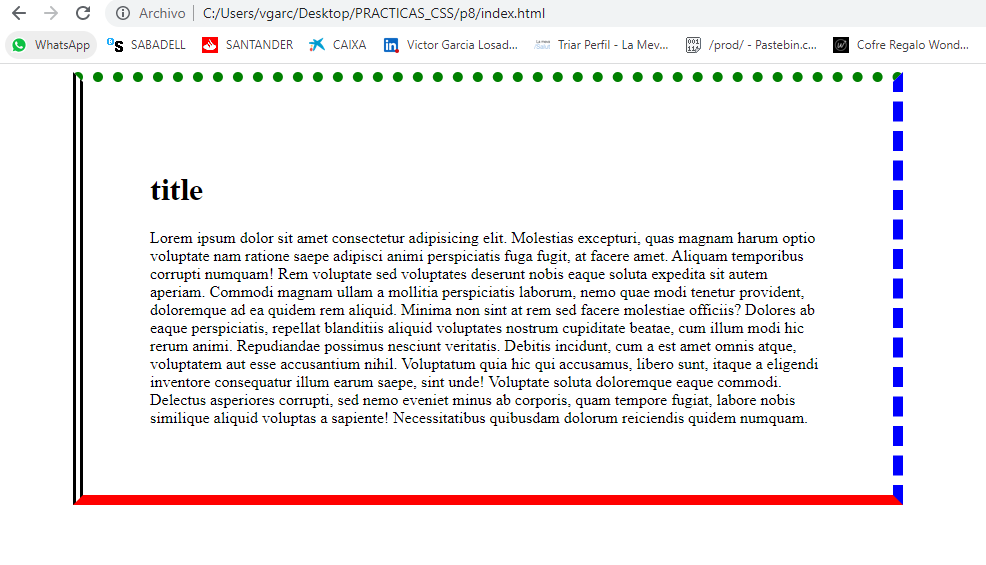 Archivo C:/Users/vgarc/Desktop/PRACTICAS_CSS/p8/index.html
WhatsApp SABADELL SANTANDER CAIXA Victor Garcia Losad... Triar Perfil - La Mev... /prod/ - Pastebin.c... Cofre Regalo Wond...
title
Lorem ipsum dolor sit amet consectetur adipisicing elit. Molestias excepturi, quas magnam harum optio
voluptate nam ratione saepe adipisci animi perspiciatis fuga fugit, at facere amet. Aliquam temporibus
corrupti numquam! Rem voluptate sed voluptates deserunt nobis eaque soluta expedita sit autem
aperiam. Commodi magnam ullam a mollitia perspiciatis laborum, nemo quae modi tenetur provident,
doloremque ad ea quidem rem aliquid. Minima non sint at rem sed facere molestiae officiis? Dolores ab
eaque perspiciatis, repellat blanditiis aliquid voluptates nostrum cupiditate beatae, cum illum modi hic
rerum animi. Repudiandae possimus nesciunt veritatis. Debitis incidunt, cum a est amet omnis atque,
voluptatem aut esse accusantium nihil. Voluptatum quia hic qui accusamus, libero sunt, itaque a eligendi
inventore consequatur illum earum saepe, sint unde! Voluptate soluta doloremque eaque commodi.
Delectus asperiores corrupti, sed nemo eveniet minus ab corporis, quam tempore fugiat, labore nobis
similique aliquid voluptas a sapiente! Necessitatibus quibusdam dolorum reiciendis quidem numquam.